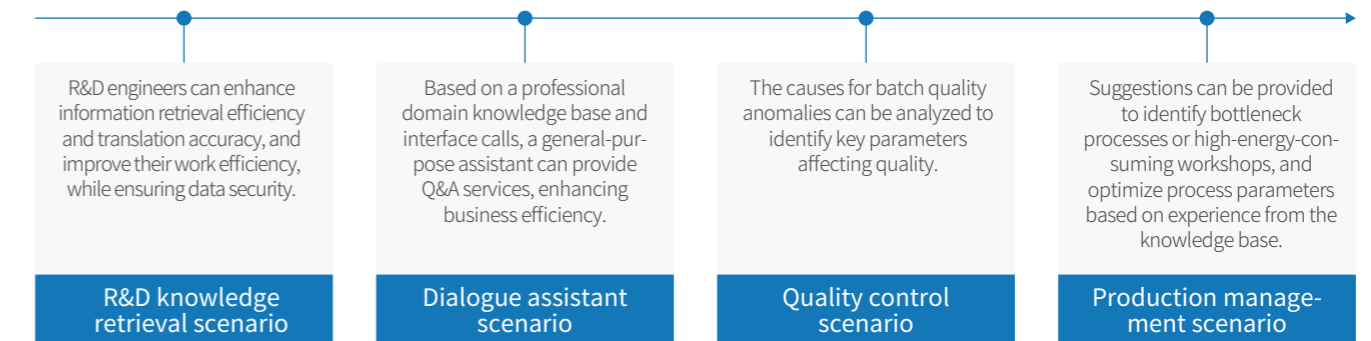 R&D engineers can enhance
information retrieval efficiency
and translation accuracy, and
improve their work efficiency,
while ensuring data security.
R&D knowledge
retrieval scenario
Based on a professional
domain knowledge base and
interface calls, a general-pur-
pose assistant can provide
Q&A services, enhancing
business efficiency.
Dialogue assistant
scenario
The causes for batch quality
anomalies can be analyzed to
identify key parameters
affecting quality.
Quality control
scenario
Suggestions can be provided
to identify bottleneck
processes or high-energy-con-
suming workshops, and
optimize process parameters
based on experience from the
knowledge base.
Production manage-
ment scenario